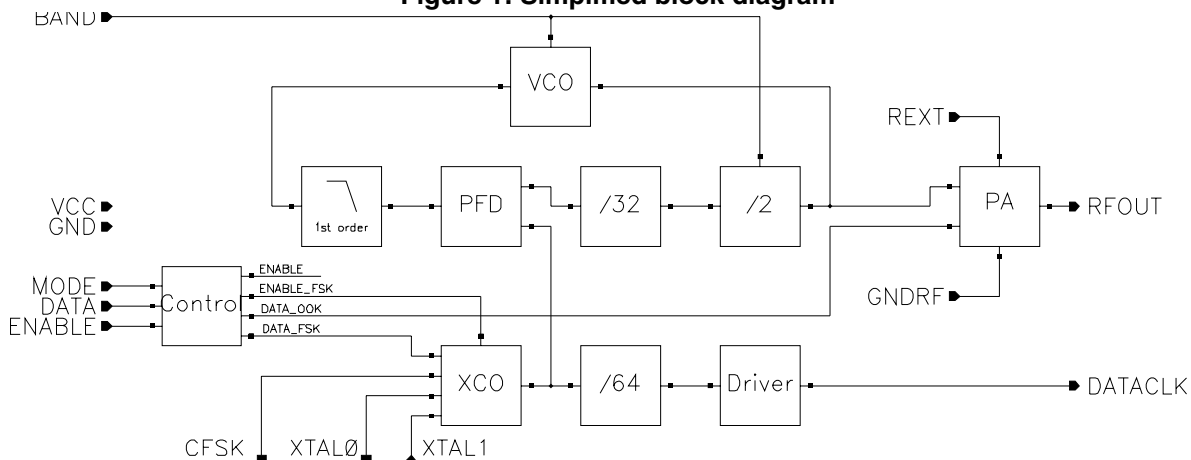 Figure 1. Simplified block diagram
BAND
VCO
REXT
1st order
PFD
/32
/2
PA
RFOUT
VCC
GND
MODE
DATA
ENABLE
Control
ENABLE
ENABLE_FSK
DATA_OOK
DATA_FSK
GNDRF
XCO
/64
Driver
DATACLK
CFSK
XTALØ
XTAL1